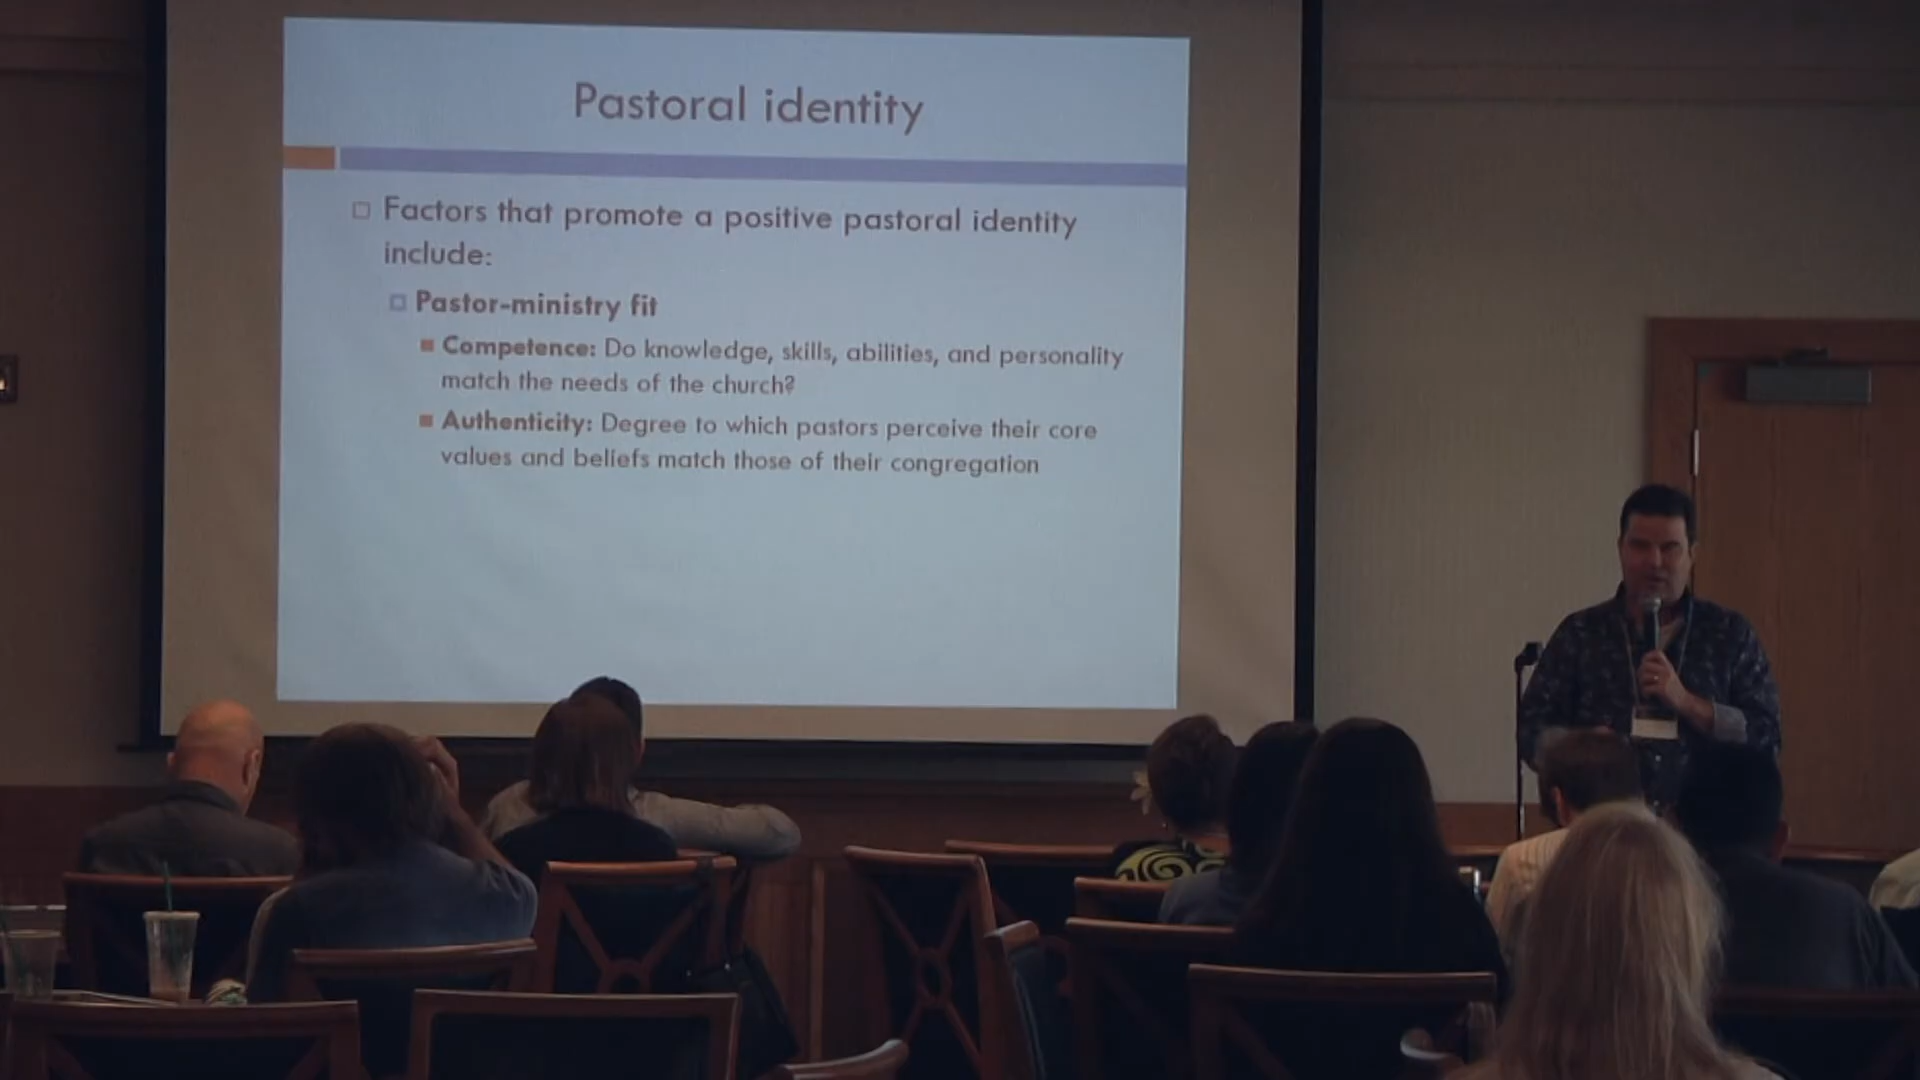 Pastoral identity
Factors that promote a positive pastoral identity
include:
Pastor-ministry fit
Competence: Do knowledge, skills, abilities, and personality
match the needs of the church?
Authenticity: Degree to which pastors perceive their core
values and beliefs match those of their congregation